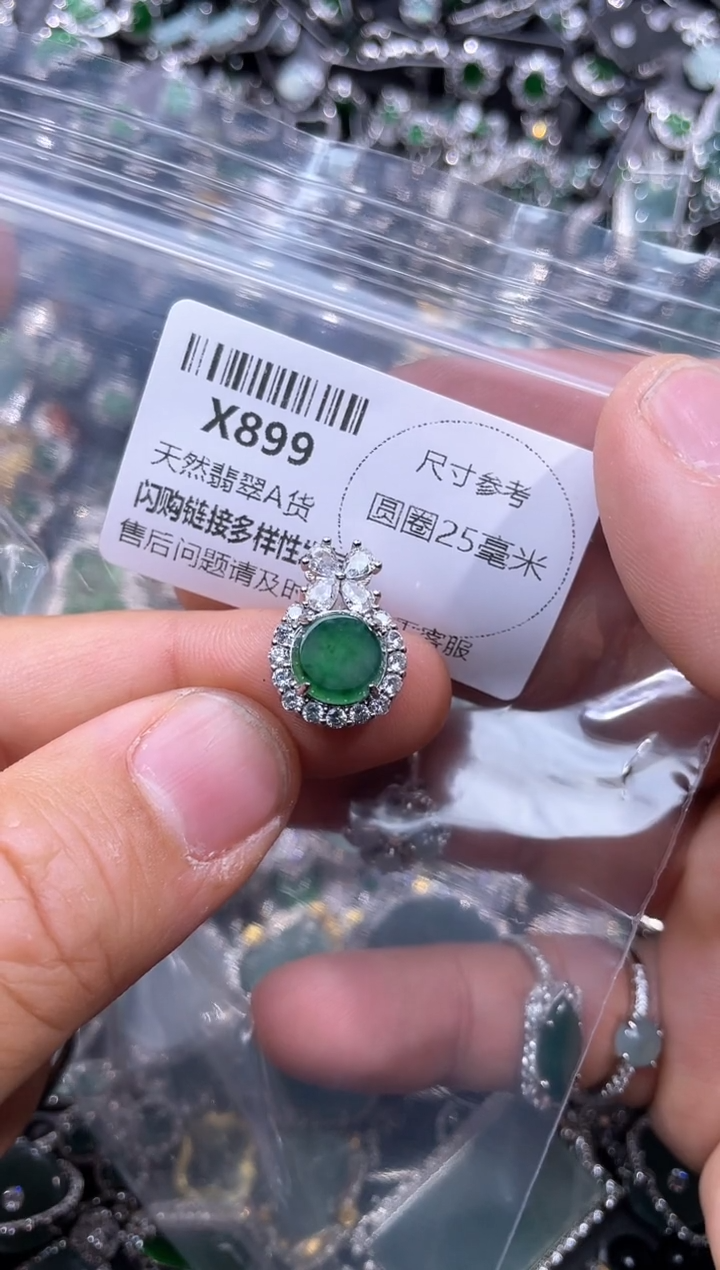 X899
天然翡翠A货
闪购链接多样性
售后问题请及时
客服
尺寸参考
圆圈25毫米